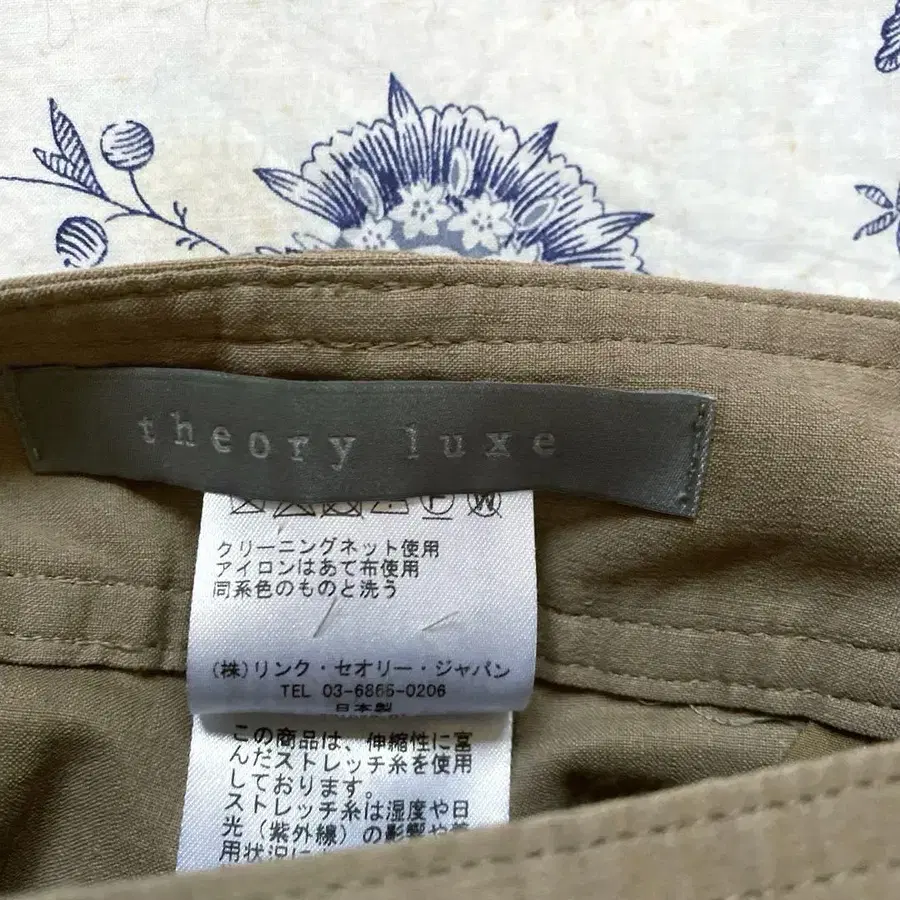 theory luxe
クリーニングネット使用
アイロンはあて布使用
同系色のものと洗う
(株)リンク・セオリー・ジャパン
TEL 03-6865-0206
日本製
この商品は、伸縮性に富
んだストレッチ糸を使用
しております。
ストレッチ糸は湿度や日
光(紫外線)の影響や
用状況に